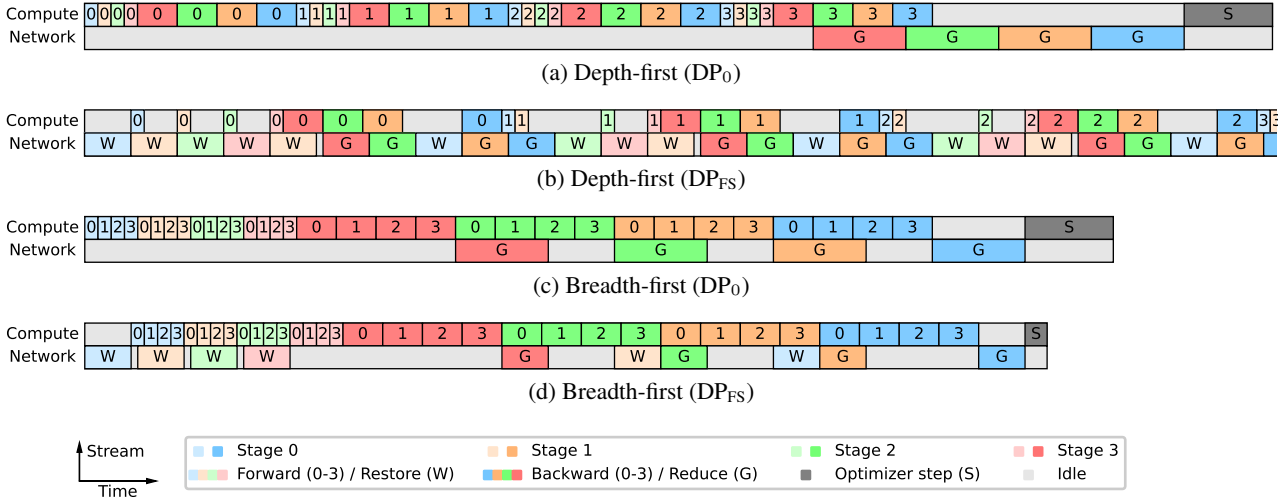 Compute 0 0 0 0 0 0 0 0 1 1 1 1 1 1 1 1 2 2 2 2 2 2 2 2 3 3 3 3 3 3 3 3 S
Network G G G G
(a) Depth-first (DP0)
Compute 0 0 0 0 0 0 0 0 1 1 1 1 1 1 1 1 2 2 2 2 2 2 2 2 3 3
Network W W W W W G G W G G W W W G G W G G W W W G G W G
(b) Depth-first (DPFS)
Compute 0 1 2 3 0 1 2 3 0 1 2 3 0 1 2 3 0 1 2 3 0 1 2 3 0 1 2 3 0 1 2 3 S
Network G G G G
(c) Breadth-first (DP0)
Compute 0 1 2 3 0 1 2 3 0 1 2 3 0 1 2 3 0 1 2 3 0 1 2 3 0 1 2 3 0 1 2 3 S
Network W W W W G W G W G G
(d) Breadth-first (DPFS)
Stream
Time
Stage 0 Stage 1 Stage 2 Stage 3
Forward (0-3) / Restore (W) Backward (0-3) / Reduce (G) Optimizer step (S) Idle